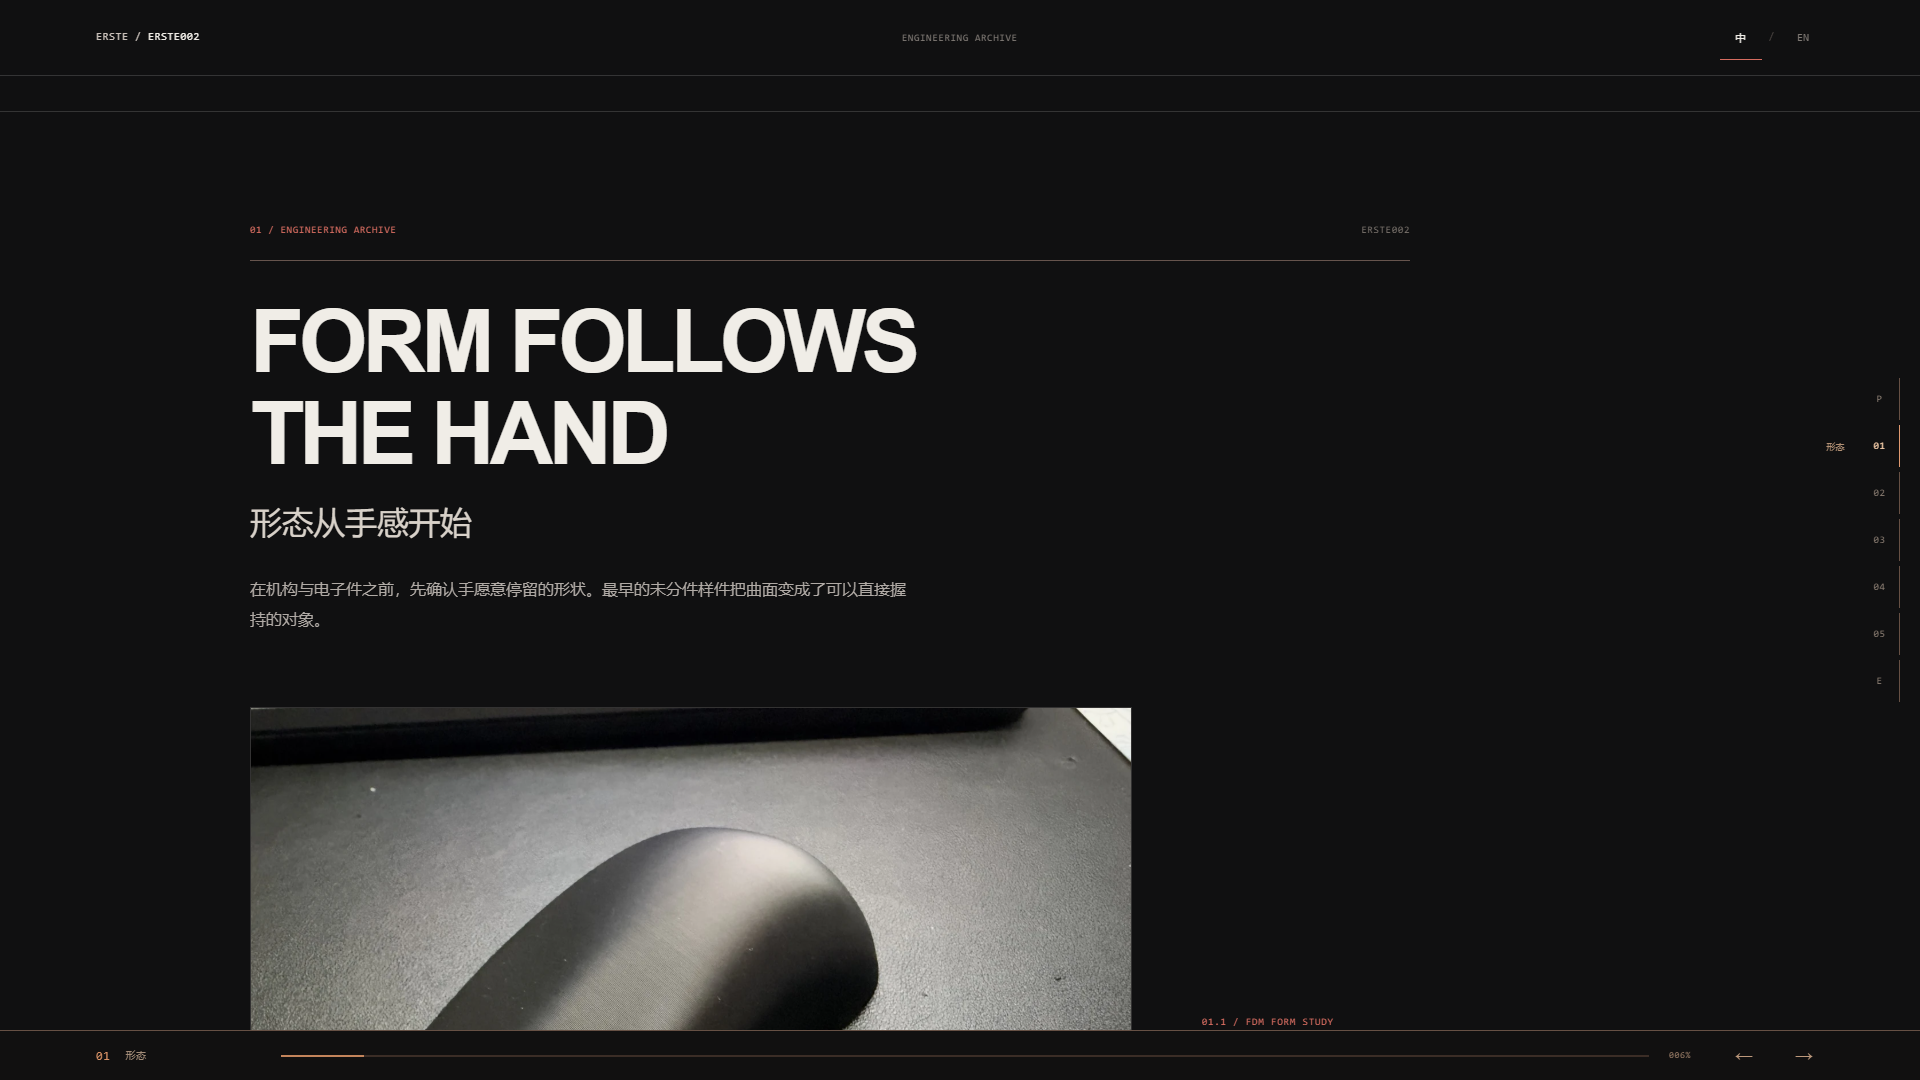 ERSTE / ERSTE002
ENGINEERING ARCHIVE
中 / EN
01 / ENGINEERING ARCHIVE
ERSTE002
FORM FOLLOWS
THE HAND
形态从手感开始
在机构与电子件之前，先确认手愿意停留的形状。最早的未分件样件把曲面变成了可以直接握
持的对象。
P
形态 01
02
03
04
05
E
01.1 / FDM FORM STUDY
01 形态
006% ← →